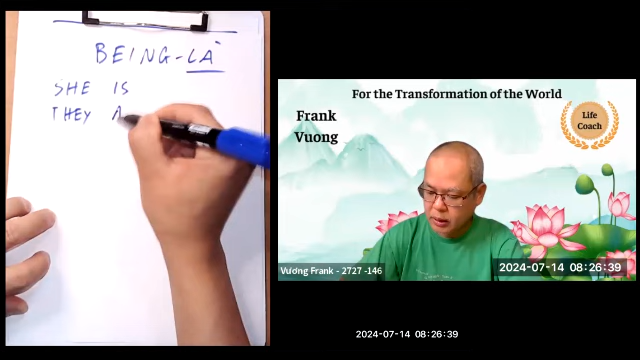 BEING-LÀ
SHE IS
THEY A
For the Transformation of the World
Frank
Vuong
Life
Coach
Vương Frank - 2727 -146
2024-07-14 08:26:39
2024-07-14 08:26:39